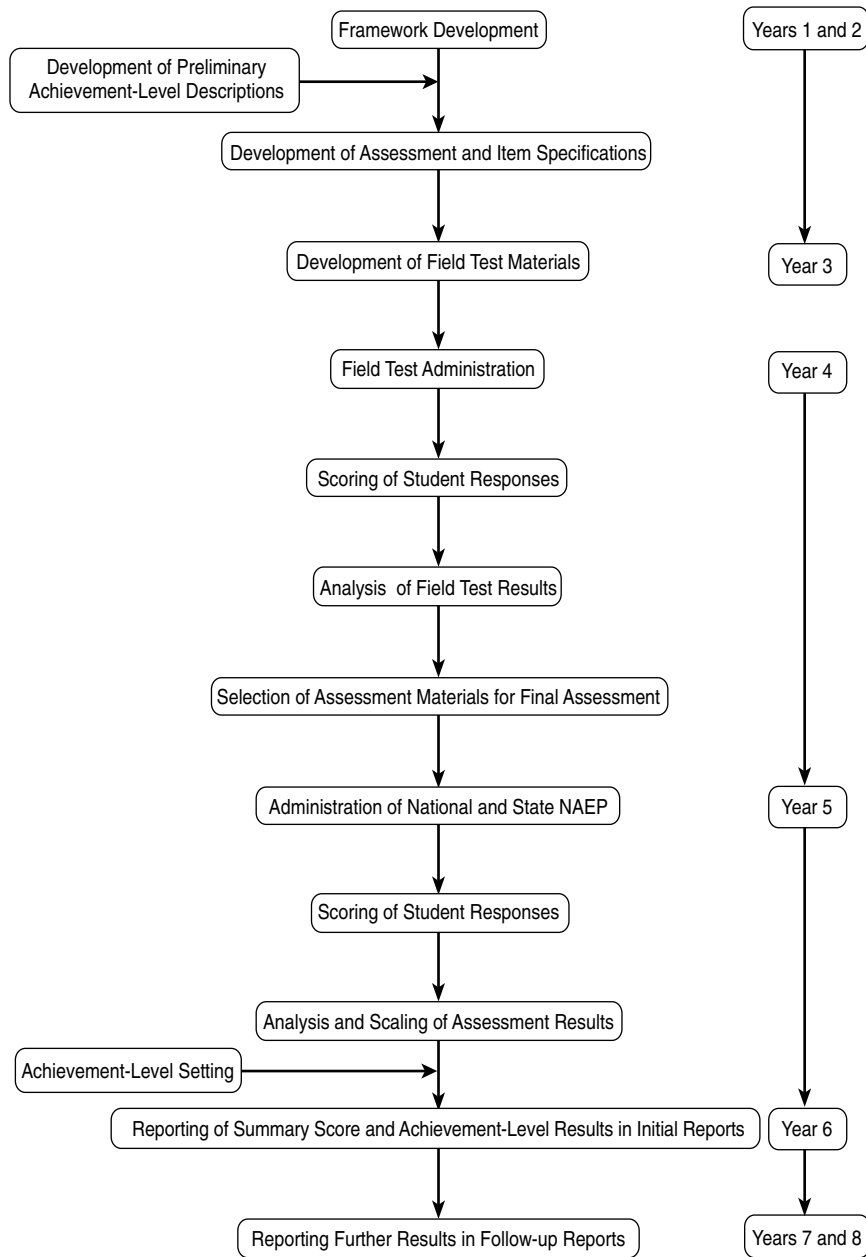 Framework Development
Years 1 and 2
Development of Preliminary
Achievement-Level Descriptions
Development of Assessment and Item Specifications
Development of Field Test Materials
Year 3
Field Test Administration
Year 4
Scoring of Student Responses
Analysis of Field Test Results
Selection of Assessment Materials for Final Assessment
Administration of National and State NAEP
Year 5
Scoring of Student Responses
Analysis and Scaling of Assessment Results
Achievement-Level Setting
Reporting of Summary Score and Achievement-Level Results in Initial Reports
Year 6
Reporting Further Results in Follow-up Reports
Years 7 and 8